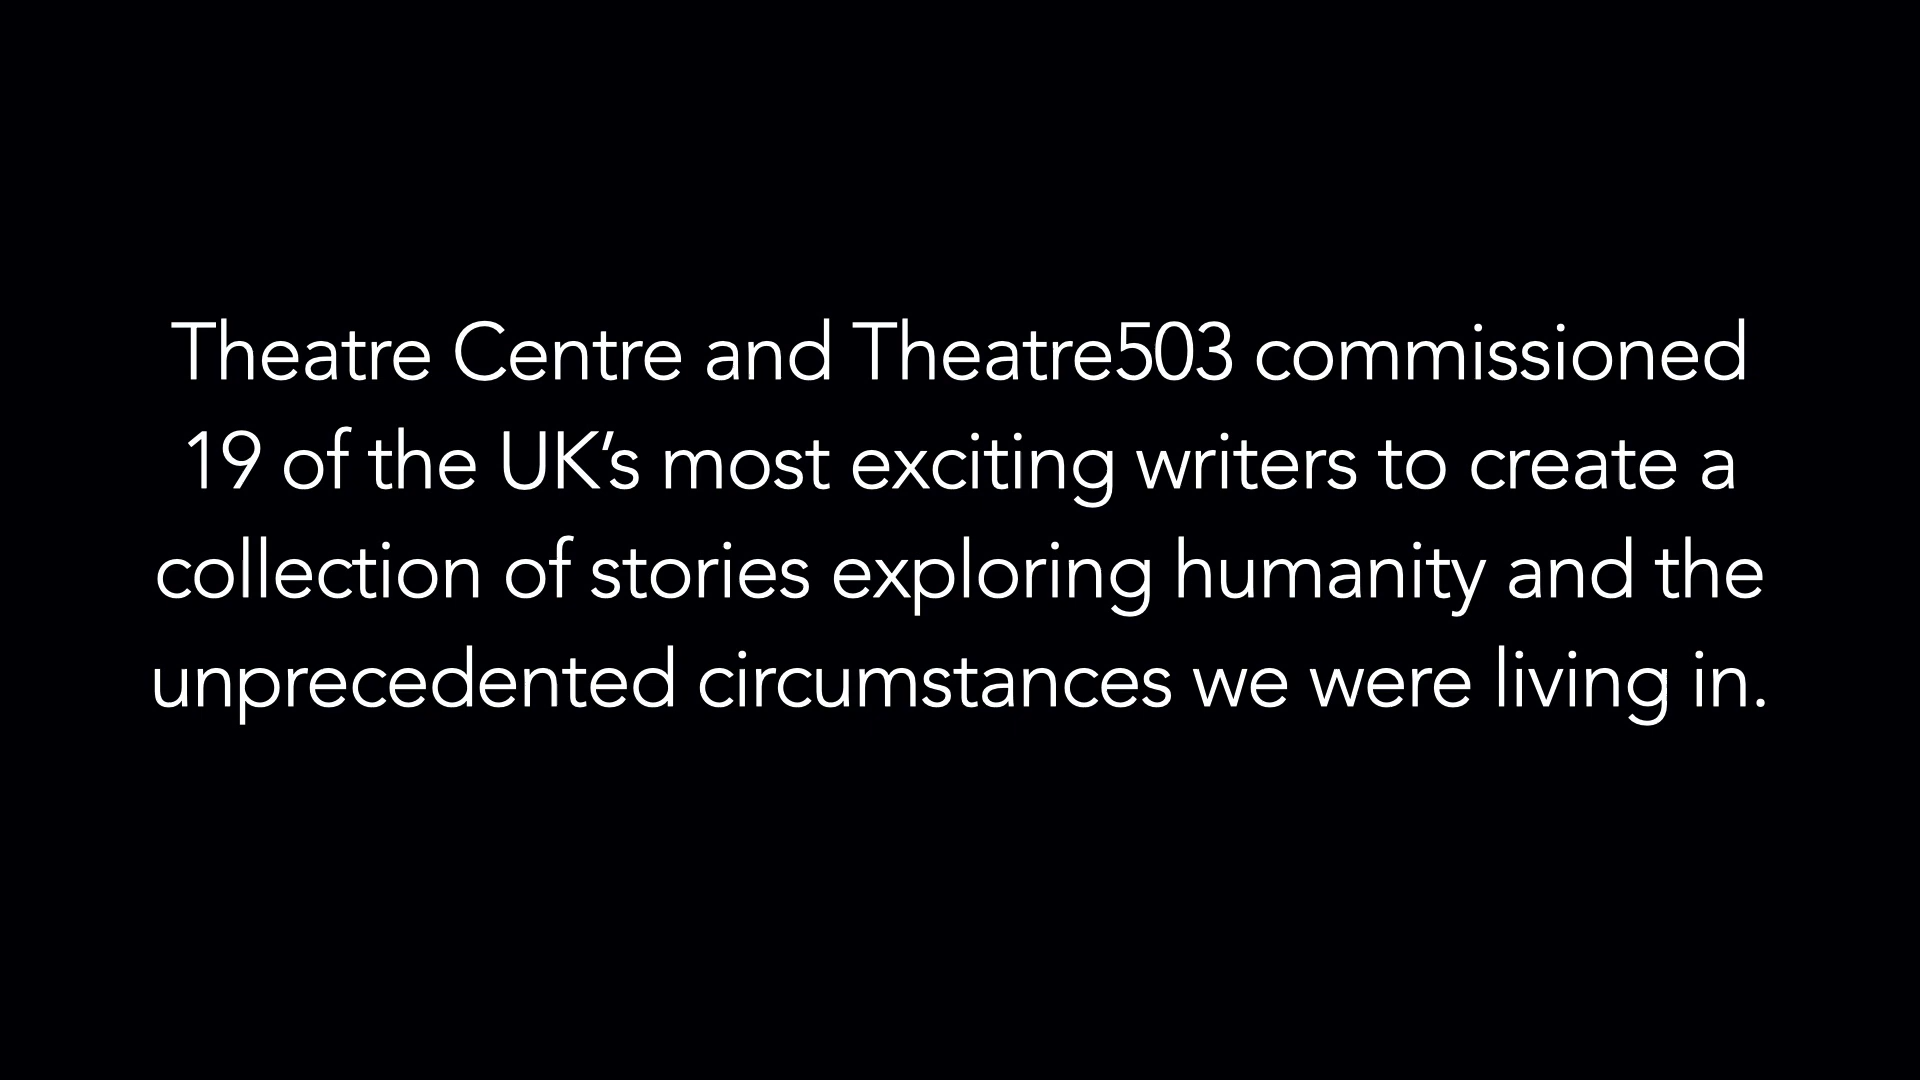 Theatre Centre and Theatre503 commissioned
19 of the UK’s most exciting writers to create a
collection of stories exploring humanity and the
unprecedented circumstances we were living in.